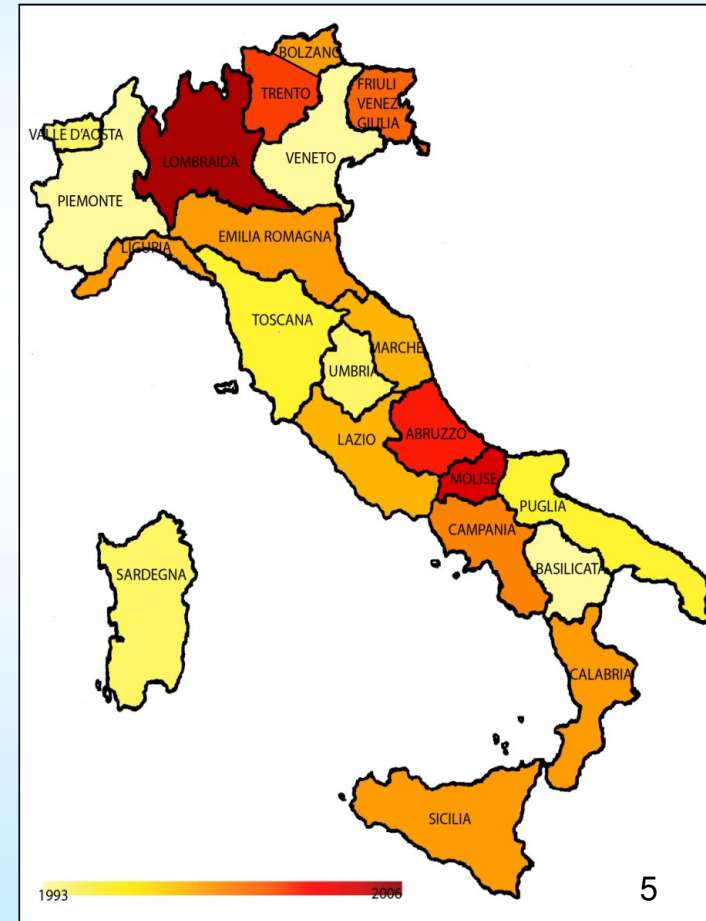 BOLZANO
TRENTO
FRIULI
VENEZI
GIULIA
VALLE D'AOSTA
LOMBRAIDA
VENETO
PIEMONTE
EMILIA ROMAGNA
LIGURIA
TOSCANA
MARCHE
UMBRIA
LAZIO
ABRUZZO
MOLISE
PUGLIA
CAMPANIA
BASILICATA
SARDEGNA
CALABRIA
SICILIA
1993
2006
5